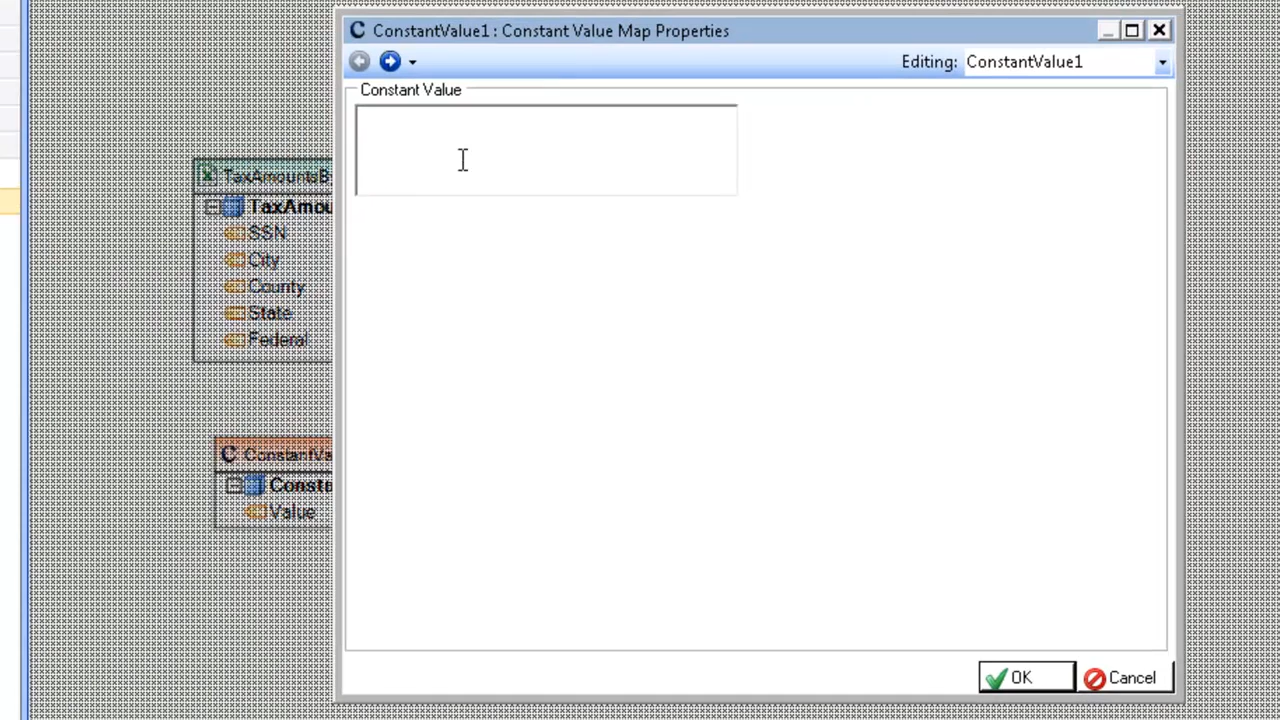 C ConstantValue1 : Constant Value Map Properties
Editing: ConstantValue1
Constant Value
TaxAmountsB
TaxAmou
SSN
City
County
State
Federal
C ConstantVa
Consta
Value
OK Cancel